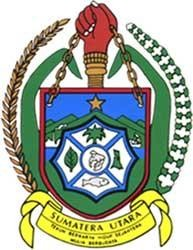 SUMATERA UTARA
TEKUN BERKARYA HIDUP SEJAHTERA
MULIA BERBUDAYA